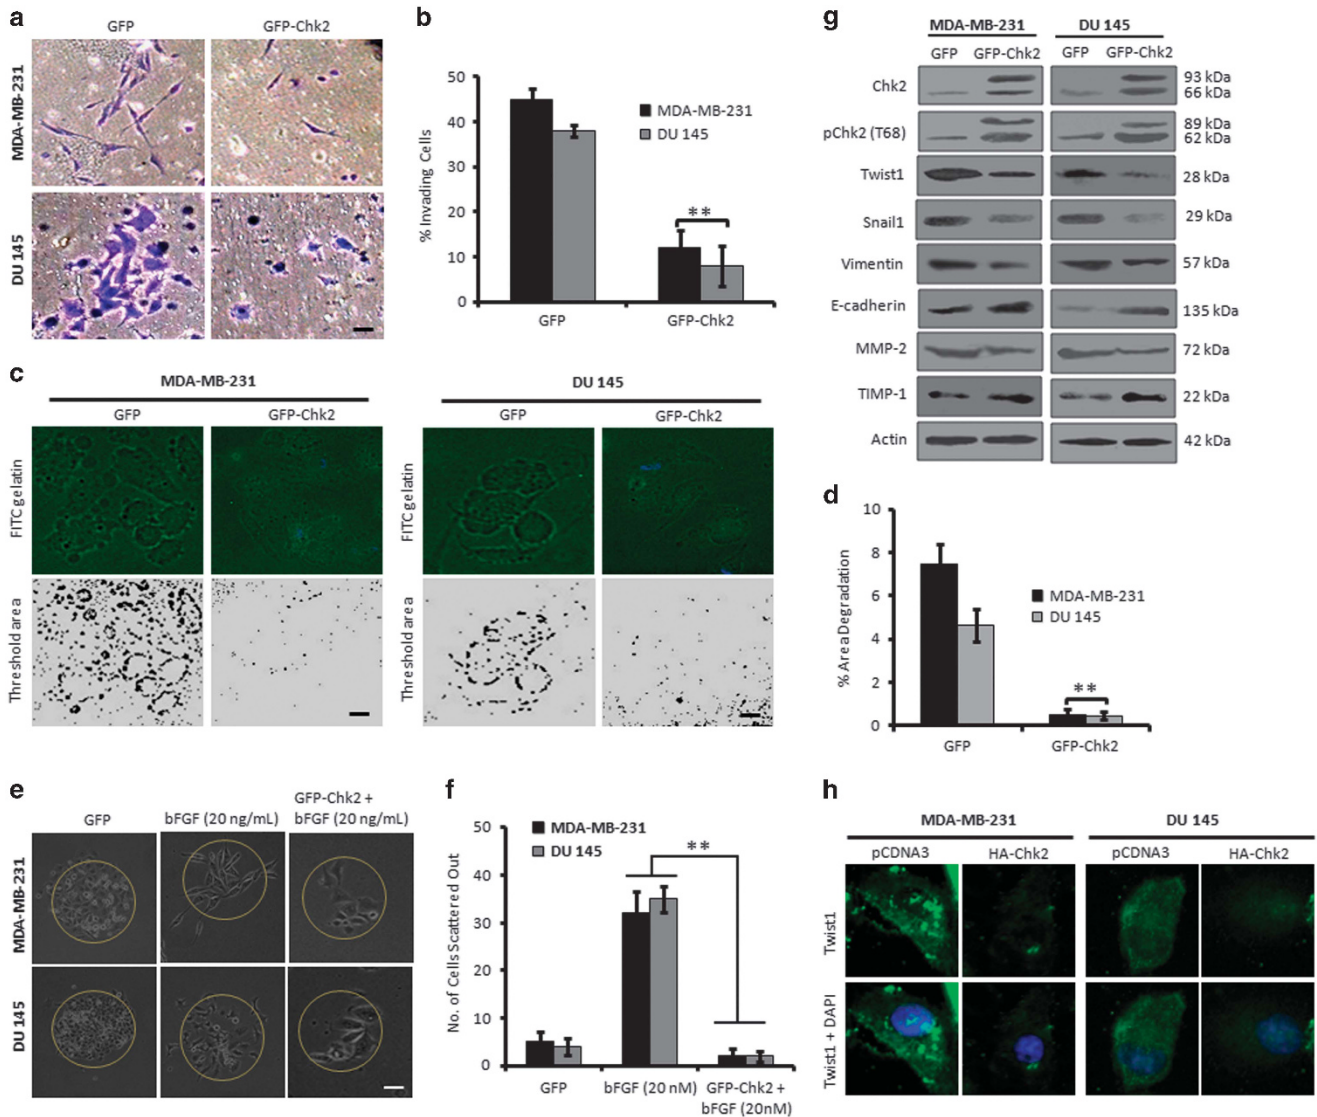 a
GFP
GFP-Chk2
MDA-MB-231
DU 145
b
50
40
30
20
10
0
% Invading Cells
MDA-MB-231
DU 145
**
GFP
GFP-Chk2
c
MDA-MB-231
DU 145
GFP
GFP-Chk2
GFP
GFP-Chk2
FITC gelatin
FITC gelatin
Threshold area
Threshold area
g
MDA-MB-231
DU 145
GFP
GFP-Chk2
GFP
GFP-Chk2
Chk2
93 kDa
66 kDa
pChk2 (T68)
89 kDa
62 kDa
Twist1
28 kDa
Snail1
29 kDa
Vimentin
57 kDa
E-cadherin
135 kDa
MMP-2
72 kDa
TIMP-1
22 kDa
Actin
42 kDa
d
10
8
6
4
2
0
% Area Degradation
MDA-MB-231
DU 145
**
GFP
GFP-Chk2
e
GFP
bFGF (20 ng/mL)
GFP-Chk2 +
bFGF (20 ng/mL)
MDA-MB-231
DU 145
f
50
40
30
20
10
0
No. of Cells Scattered Out
MDA-MB-231
DU 145
**
GFP
bFGF (20 nM)
GFP-Chk2 +
bFGF (20nM)
h
MDA-MB-231
DU 145
pCDNA3
HA-Chk2
pCDNA3
HA-Chk2
Twist1
Twist1 + DAPI